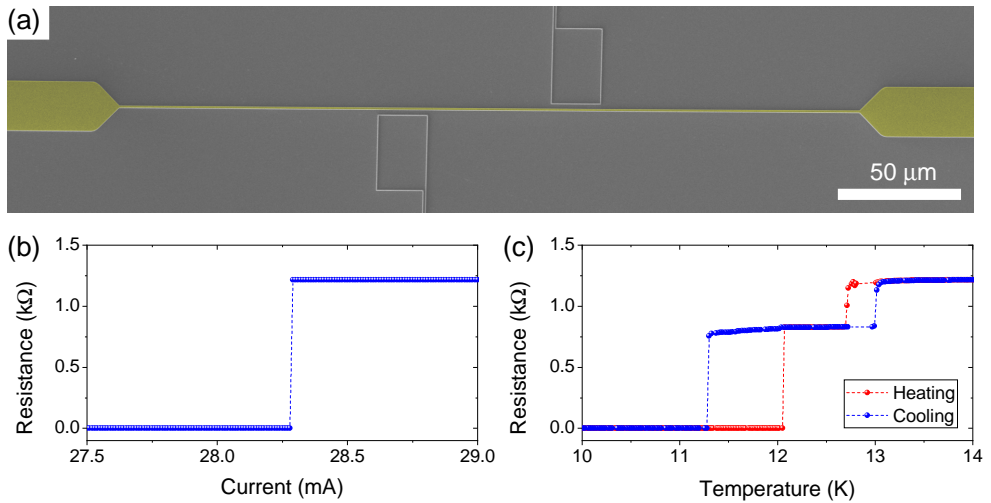 (a)
50 μm
(b)
1.5
1.0
0.5
0.0
Resistance (kΩ)
27.5
28.0
28.5
29.0
Current (mA)
(c)
1.5
1.0
0.5
0.0
Resistance (kΩ)
Heating
Cooling
10
11
12
13
14
Temperature (K)